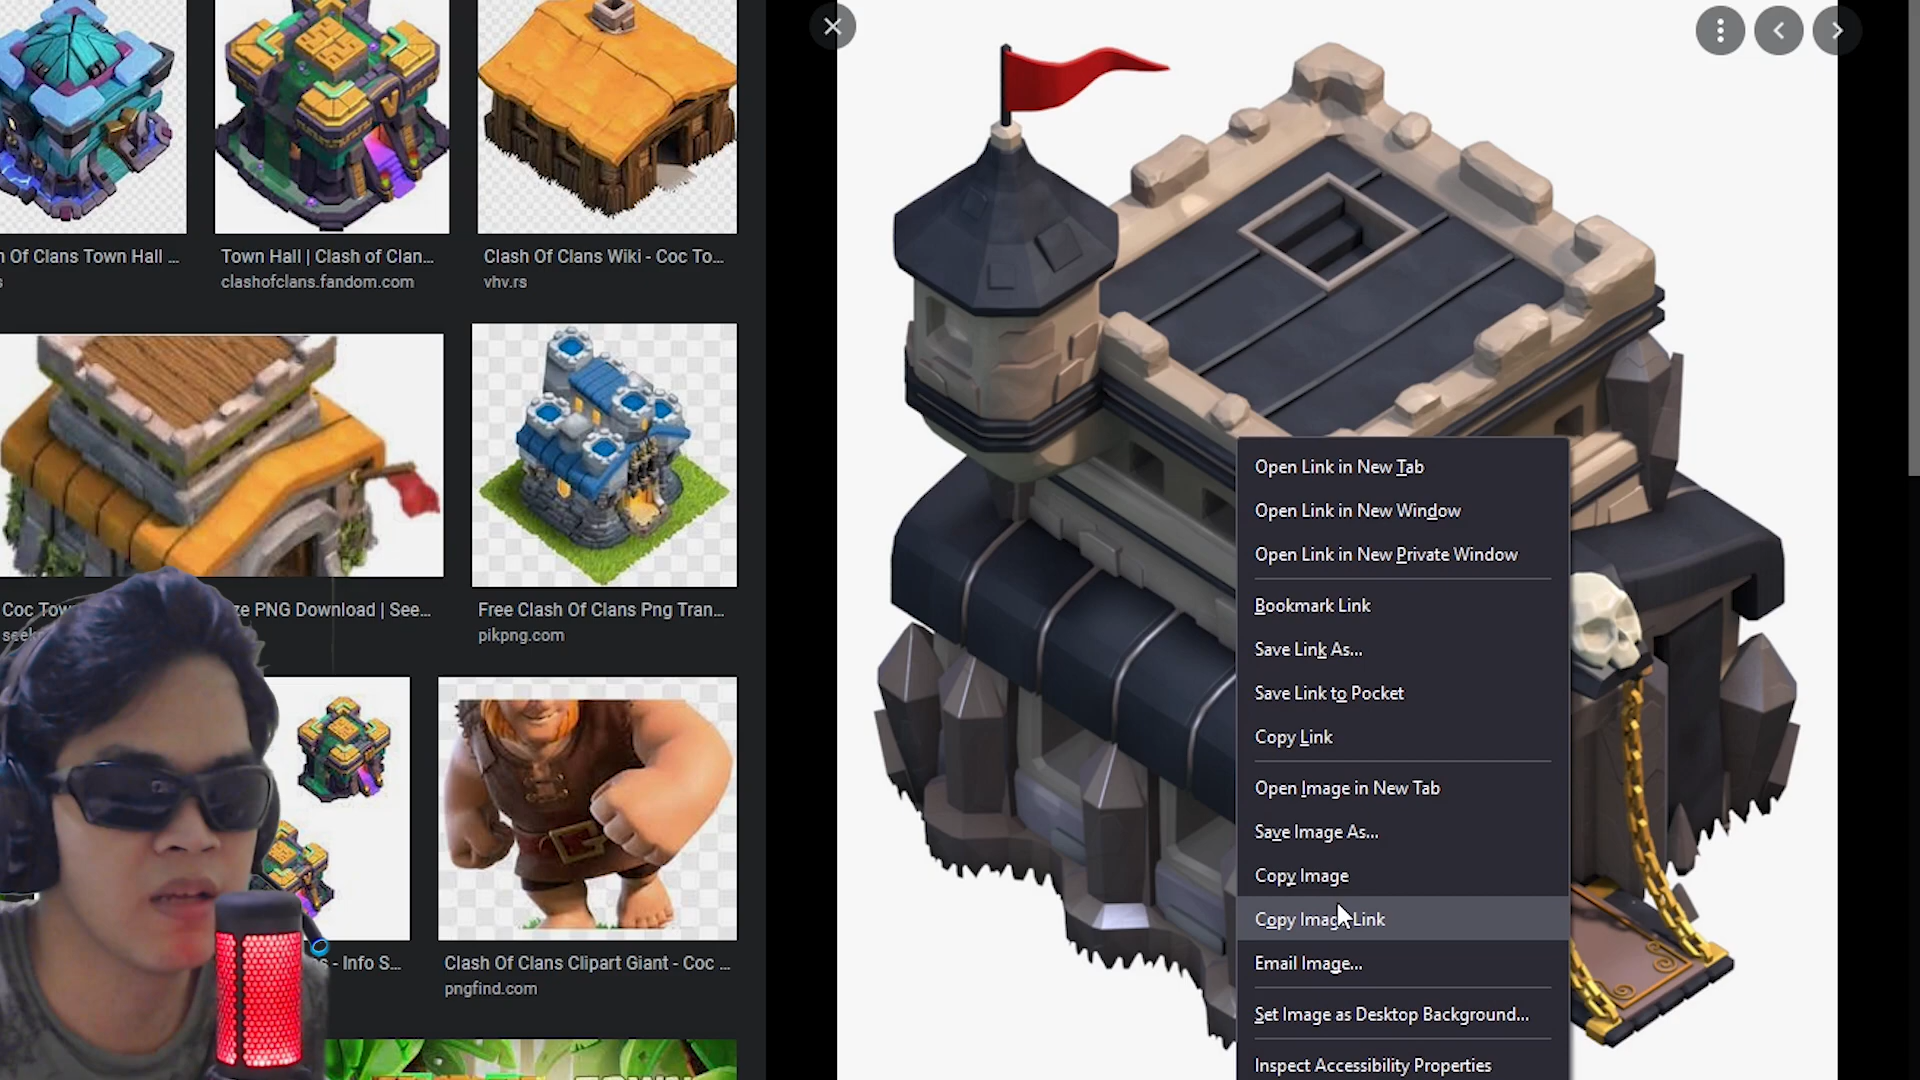 h Of Clans Town Hall ...
s
Town Hall | Clash of Clan...
clashofclans.fandom.com
Clash Of Clans Wiki - Coc To...
vhv.rs
Coc Tow
ze PNG Download | See...
seek
Free Clash Of Clans Png Tran...
pikpng.com
s - Info S...
Clash Of Clans Clipart Giant - Coc ...
pngfind.com
Open Link in New Tab
Open Link in New Window
Open Link in New Private Window
Bookmark Link
Save Link As...
Save Link to Pocket
Copy Link
Open Image in New Tab
Save Image As...
Copy Image
Copy Image Link
Email Image...
Set Image as Desktop Background...
Inspect Accessibility Properties